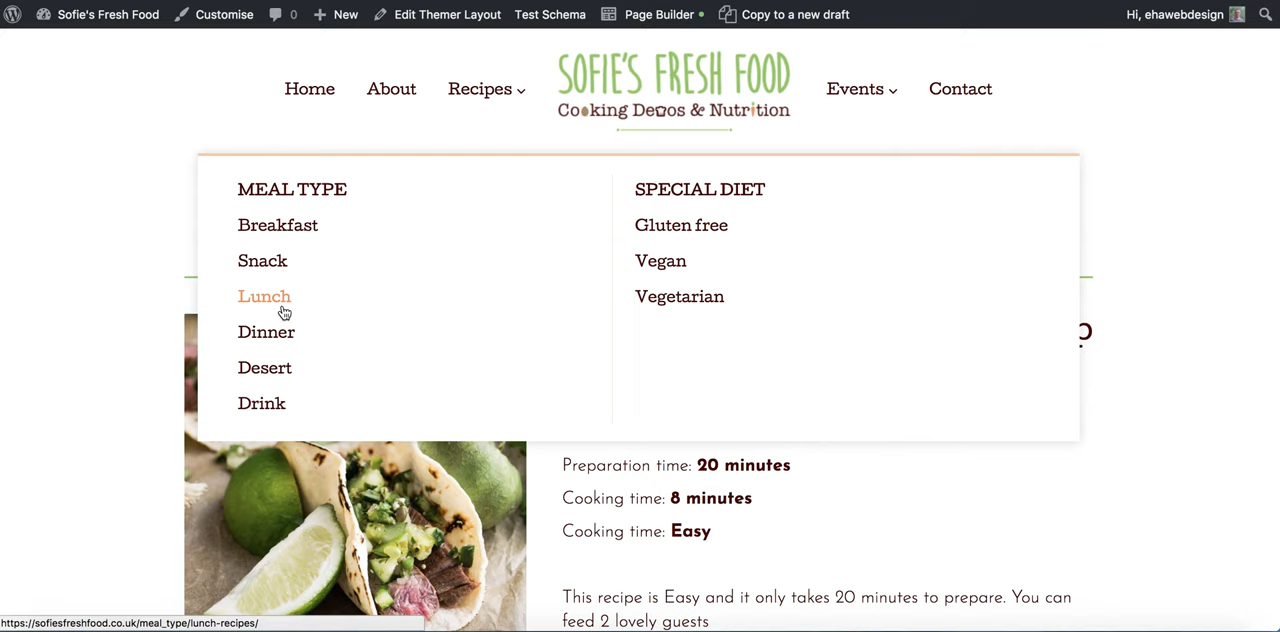 Sofie's Fresh Food Customise 0 New Edit Themer Layout Test Schema Page Builder Copy to a new draft Hi, ehawebdesign
SOFIE'S FRESH FOOD
Home About Recipes Events Contact
Cooking Demos & Nutrition
MEAL TYPE
SPECIAL DIET
Breakfast
Gluten free
Snack
Vegan
Lunch
Vegetarian
Dinner
Desert
Drink
Preparation time: 20 minutes
Cooking time: 8 minutes
Cooking time: Easy
This recipe is Easy and it only takes 20 minutes to prepare. You can
feed 2 lovely guests
https://sofiesfreshfood.co.uk/meal_type/lunch-recipes/